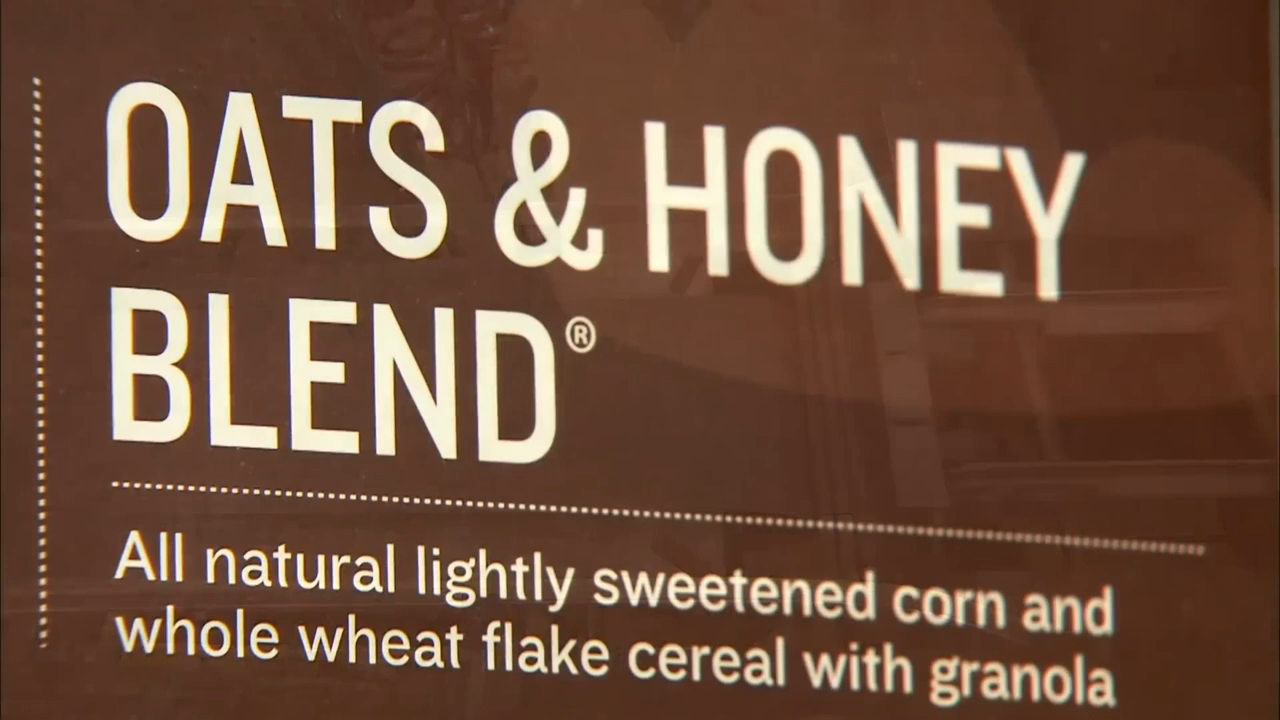 OATS & HONEY
BLEND®
All natural lightly sweetened corn and
whole wheat flake cereal with granola